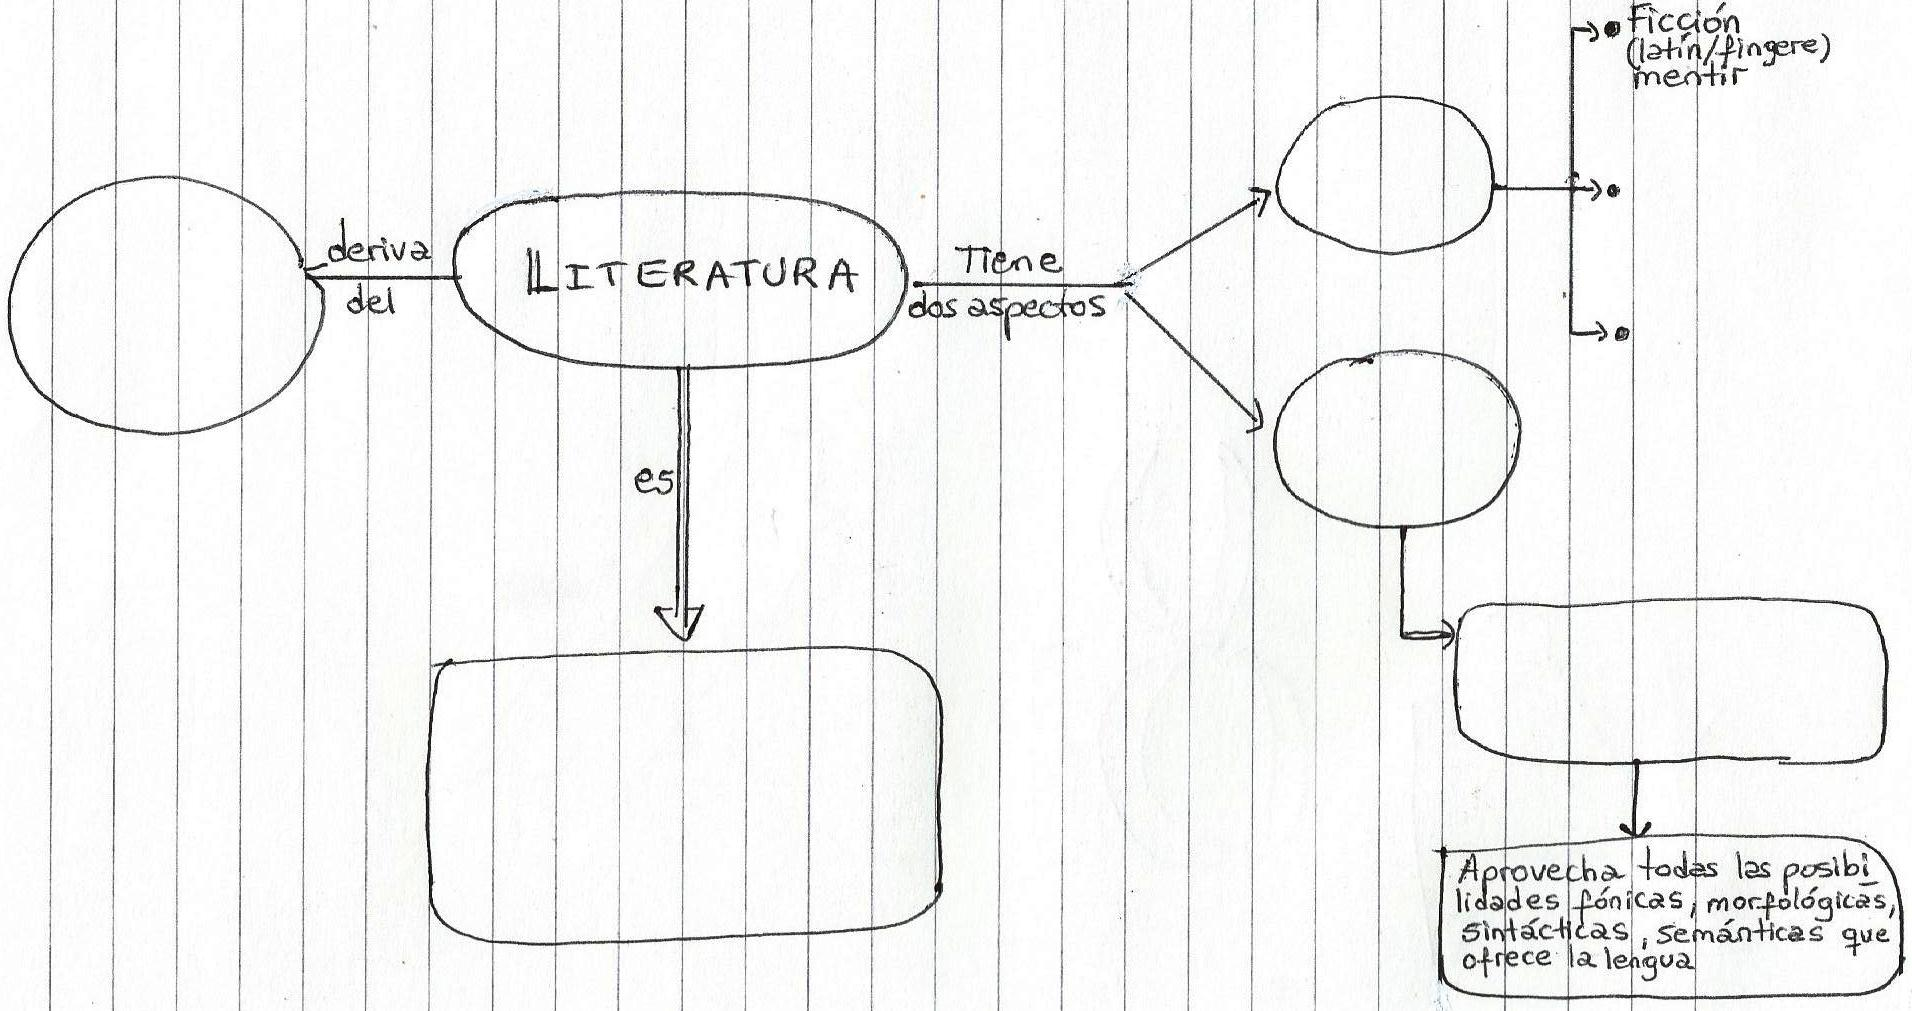 Ficción
(latín/fingere)
mentir
deriva
del
LITERATURA
Tiene
dos aspectos
es
Aprovecha todas las posibi
lidades fónicas, morfológicas,
sintácticas, semánticas que
ofrece la lengua